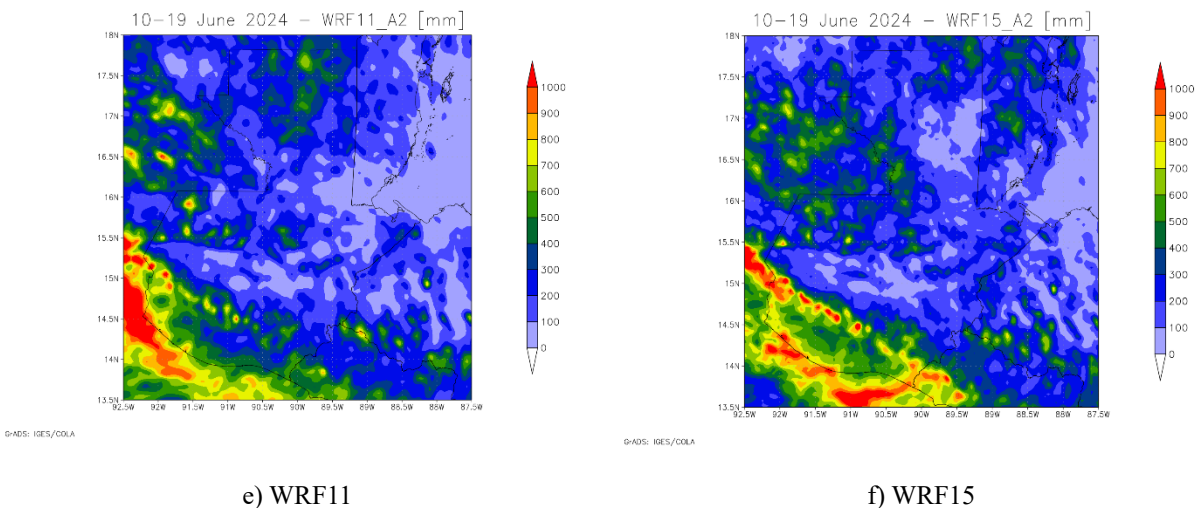 10-19 June 2024 - WRF11_A2 [mm]
18N
17.5N
17N
16.5N
16N
15.5N
15N
14.5N
14N
13.5N
92.5W 92W 91.5W 91W 90.5W 90W 89.5W 89W 88.5W 88W 87.5W
1000
900
800
700
600
500
400
300
200
100
0
GrADS: IGES/COLA
e) WRF11
10-19 June 2024 - WRF15_A2 [mm]
18N
17.5N
17N
16.5N
16N
15.5N
15N
14.5N
14N
13.5N
92.5W 92W 91.5W 91W 90.5W 90W 89.5W 89W 88.5W 88W 87.5W
1000
900
800
700
600
500
400
300
200
100
0
GrADS: IGES/COLA
f) WRF15